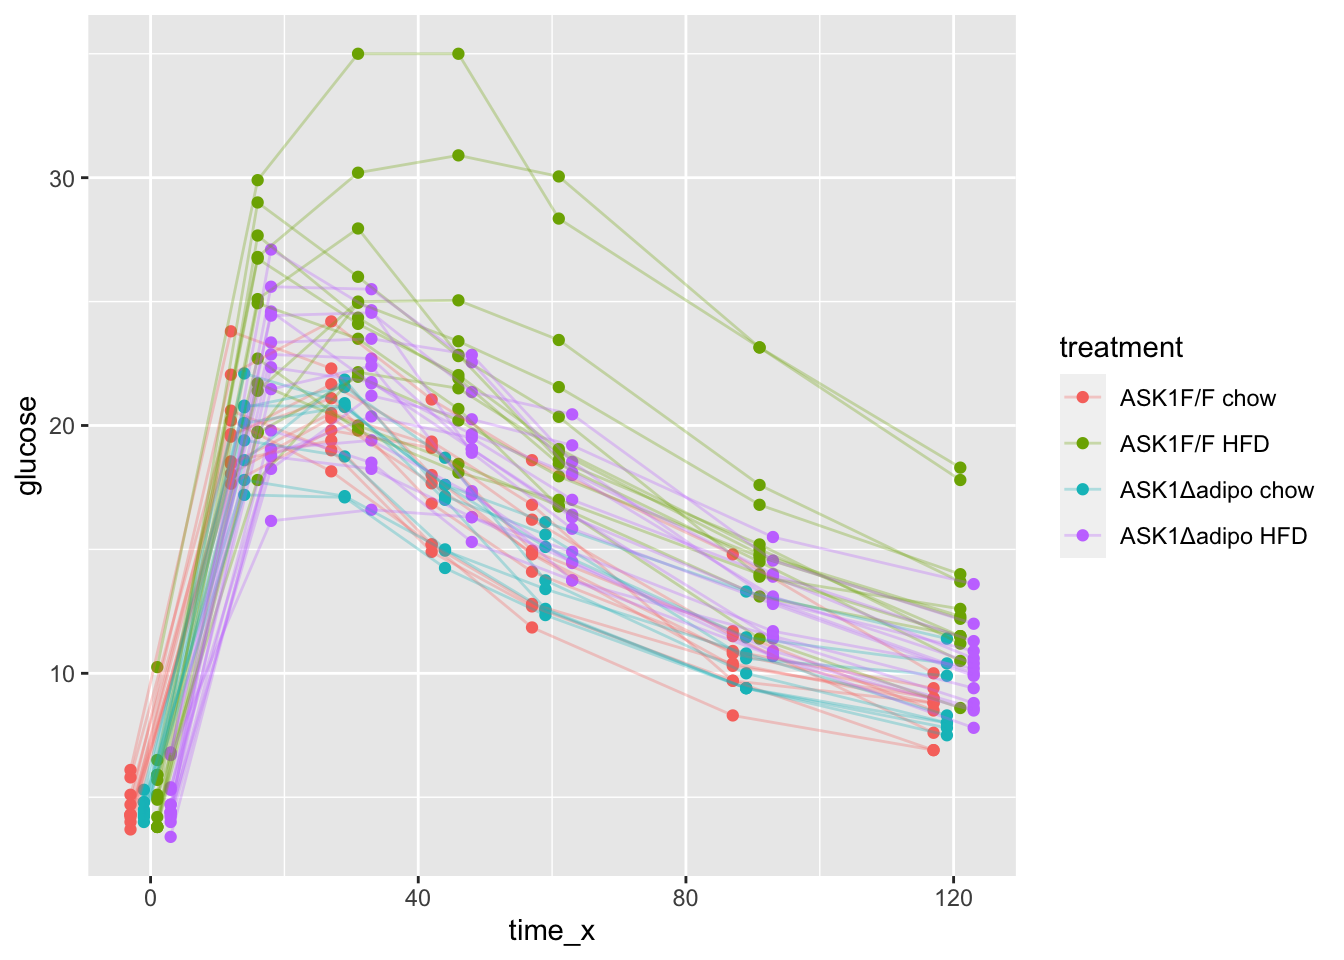 30
20
10
glucose
0
40
80
120
time_x
treatment
ASK1F/F chow
ASK1F/F HFD
ASK1Δadipo chow
ASK1Δadipo HFD